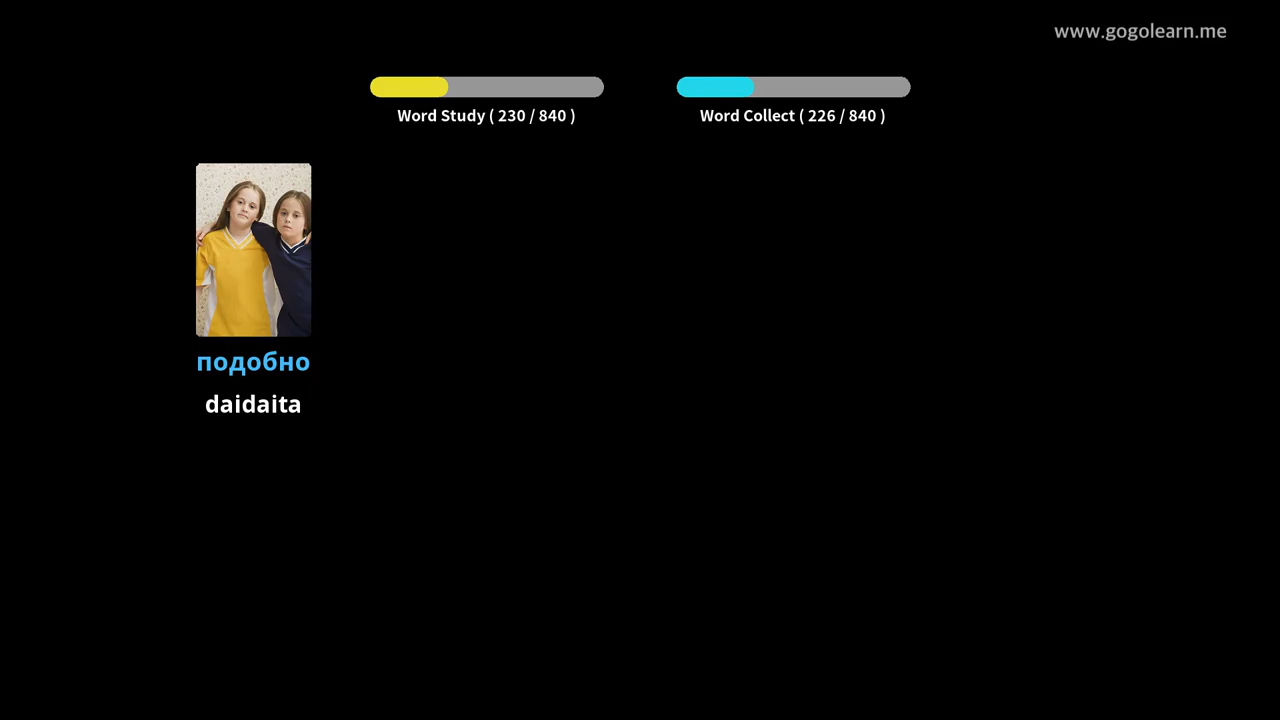 www.gogolearn.me
Word Study ( 230 / 840 )
Word Collect ( 226 / 840 )
подобно
daidaita